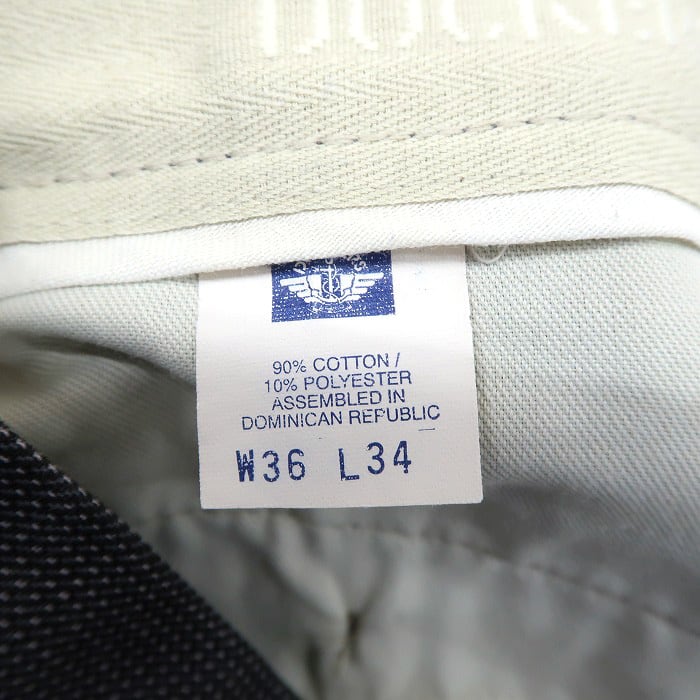 90% COTTON /
10% POLYESTER
ASSEMBLED IN
DOMINICAN REPUBLIC
W36 L34